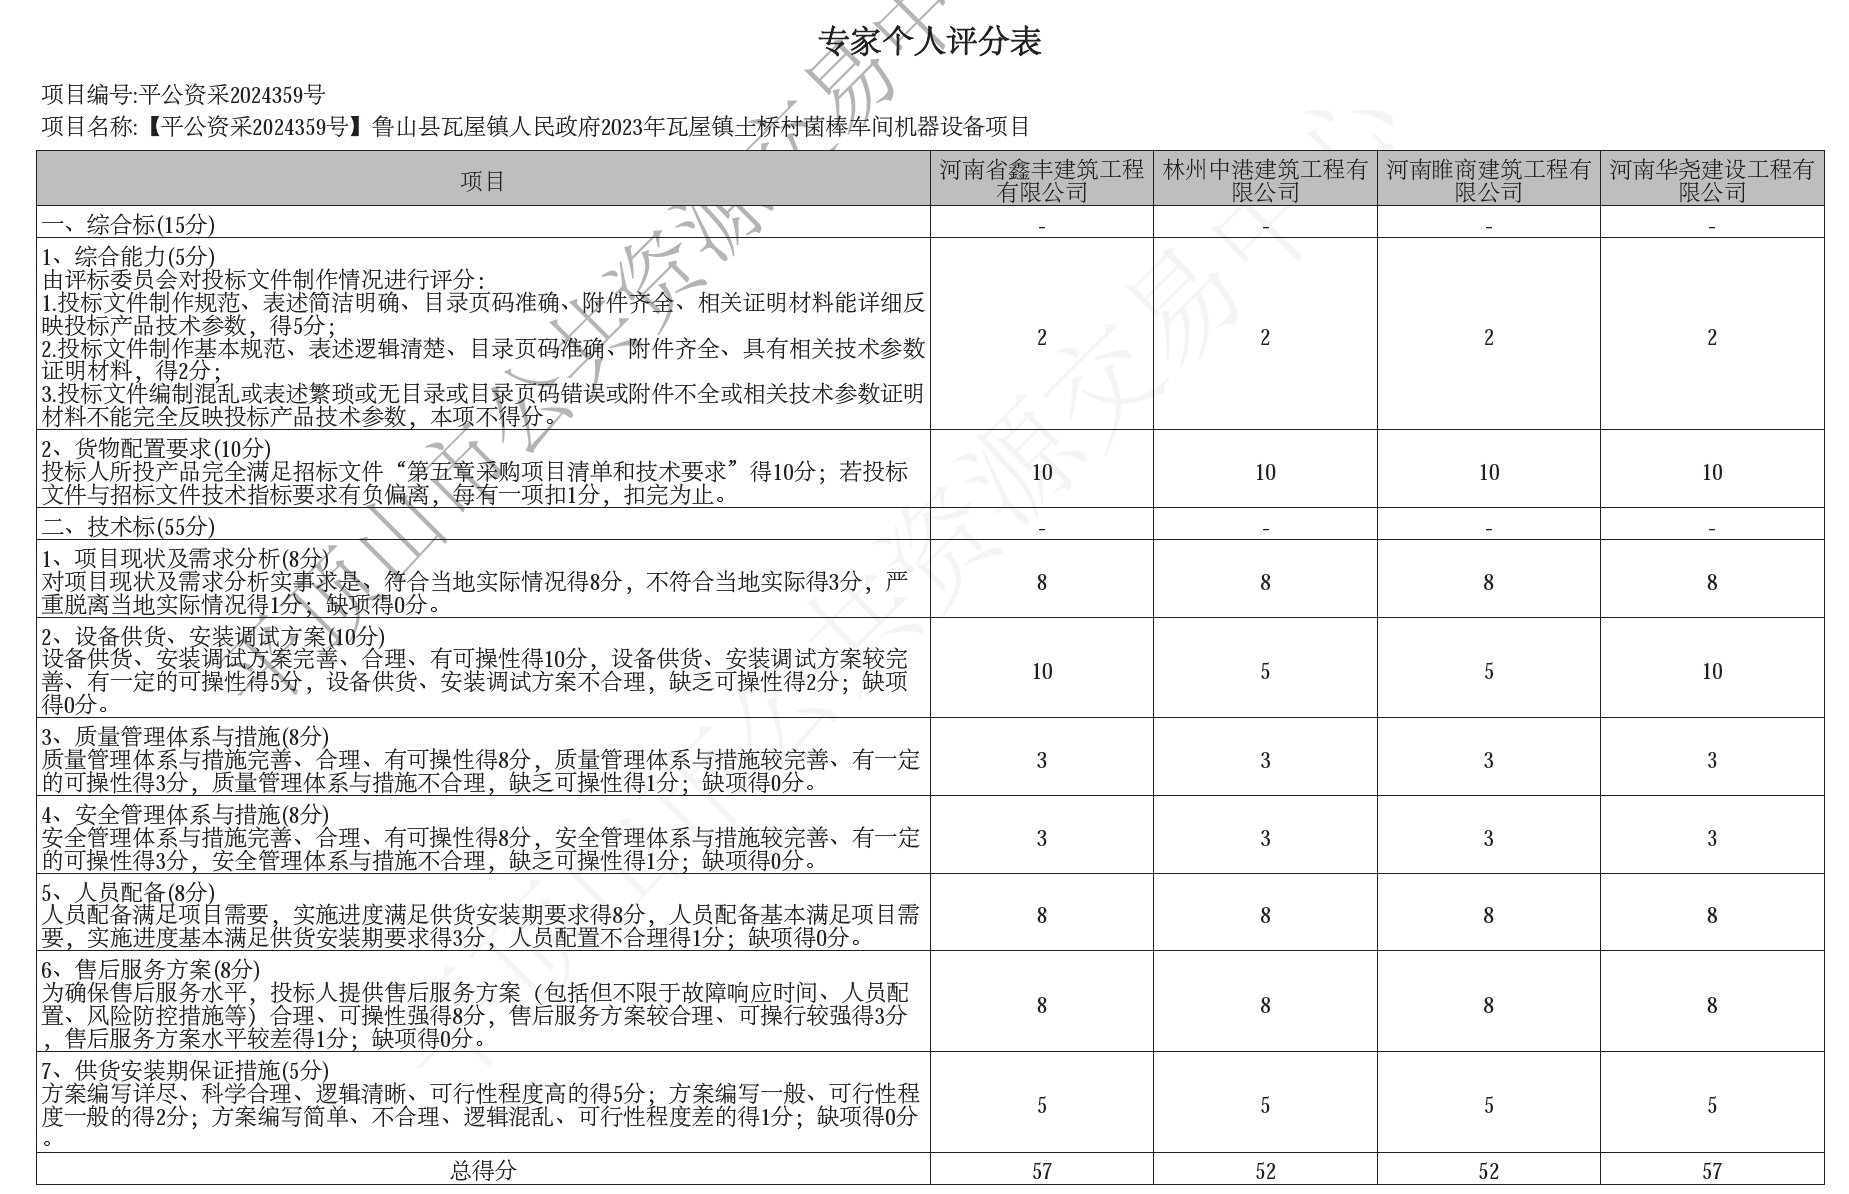 专家个人评分表
项目编号:平公资采2024359号
项目名称:【平公资采2024359号】鲁山县瓦屋镇人民政府2023年瓦屋镇土桥村菌棒车间机器设备项目
项目
河南省鑫丰建筑工程
有限公司
林州中港建筑工程有
限公司
河南睢商建筑工程有
限公司
河南华尧建设工程有
限公司
一、综合标(15分)
- - - -
1、综合能力(5分)
由评标委员会对投标文件制作情况进行评分：
1.投标文件制作规范、表述简洁明确、目录页码准确、附件齐全、相关证明材料能详细反
映投标产品技术参数，得5分；
2.投标文件制作基本规范、表述逻辑清楚、目录页码准确、附件齐全、具有相关技术参数
证明材料，得2分；
3.投标文件编制混乱或表述繁琐或无目录或目录页码错误或附件不全或相关技术参数证明
材料不能完全反映投标产品技术参数，本项不得分。
2 2 2 2
2、货物配置要求(10分)
投标人所投产品完全满足招标文件“第五章采购项目清单和技术要求”得10分；若投标
文件与招标文件技术指标要求有负偏离，每有一项扣1分，扣完为止。
10 10 10 10
二、技术标(55分)
- - - -
1、项目现状及需求分析(8分)
对项目现状及需求分析实事求是、符合当地实际情况得8分，不符合当地实际得3分，严
重脱离当地实际情况得1分；缺项得0分。
8 8 8 8
2、设备供货、安装调试方案(10分)
设备供货、安装调试方案完善、合理、有可操性得10分，设备供货、安装调试方案较完
善、有一定的可操性得5分，设备供货、安装调试方案不合理，缺乏可操性得2分；缺项
得0分。
10 5 5 10
3、质量管理体系与措施(8分)
质量管理体系与措施完善、合理、有可操性得8分，质量管理体系与措施较完善、有一定
的可操性得3分，质量管理体系与措施不合理，缺乏可操性得1分；缺项得0分。
3 3 3 3
4、安全管理体系与措施(8分)
安全管理体系与措施完善、合理、有可操性得8分，安全管理体系与措施较完善、有一定
的可操性得3分，安全管理体系与措施不合理，缺乏可操性得1分；缺项得0分。
3 3 3 3
5、人员配备(8分)
人员配备满足项目需要，实施进度满足供货安装期要求得8分，人员配备基本满足项目需
要，实施进度基本满足供货安装期要求得3分，人员配置不合理得1分；缺项得0分。
8 8 8 8
6、售后服务方案(8分)
为确保售后服务水平，投标人提供售后服务方案（包括但不限于故障响应时间、人员配
置、风险防控措施等）合理、可操性强得8分，售后服务方案较合理、可操行较强得3分
，售后服务方案水平较差得1分；缺项得0分。
8 8 8 8
7、供货安装期保证措施(5分)
方案编写详尽、科学合理、逻辑清晰、可行性程度高的得5分；方案编写一般、可行性程
度一般的得2分；方案编写简单、不合理、逻辑混乱、可行性程度差的得1分；缺项得0分
。
5 5 5 5
总得分 57 52 52 57
平顶山市公共资源交易中
平顶山市公共资源交易中心